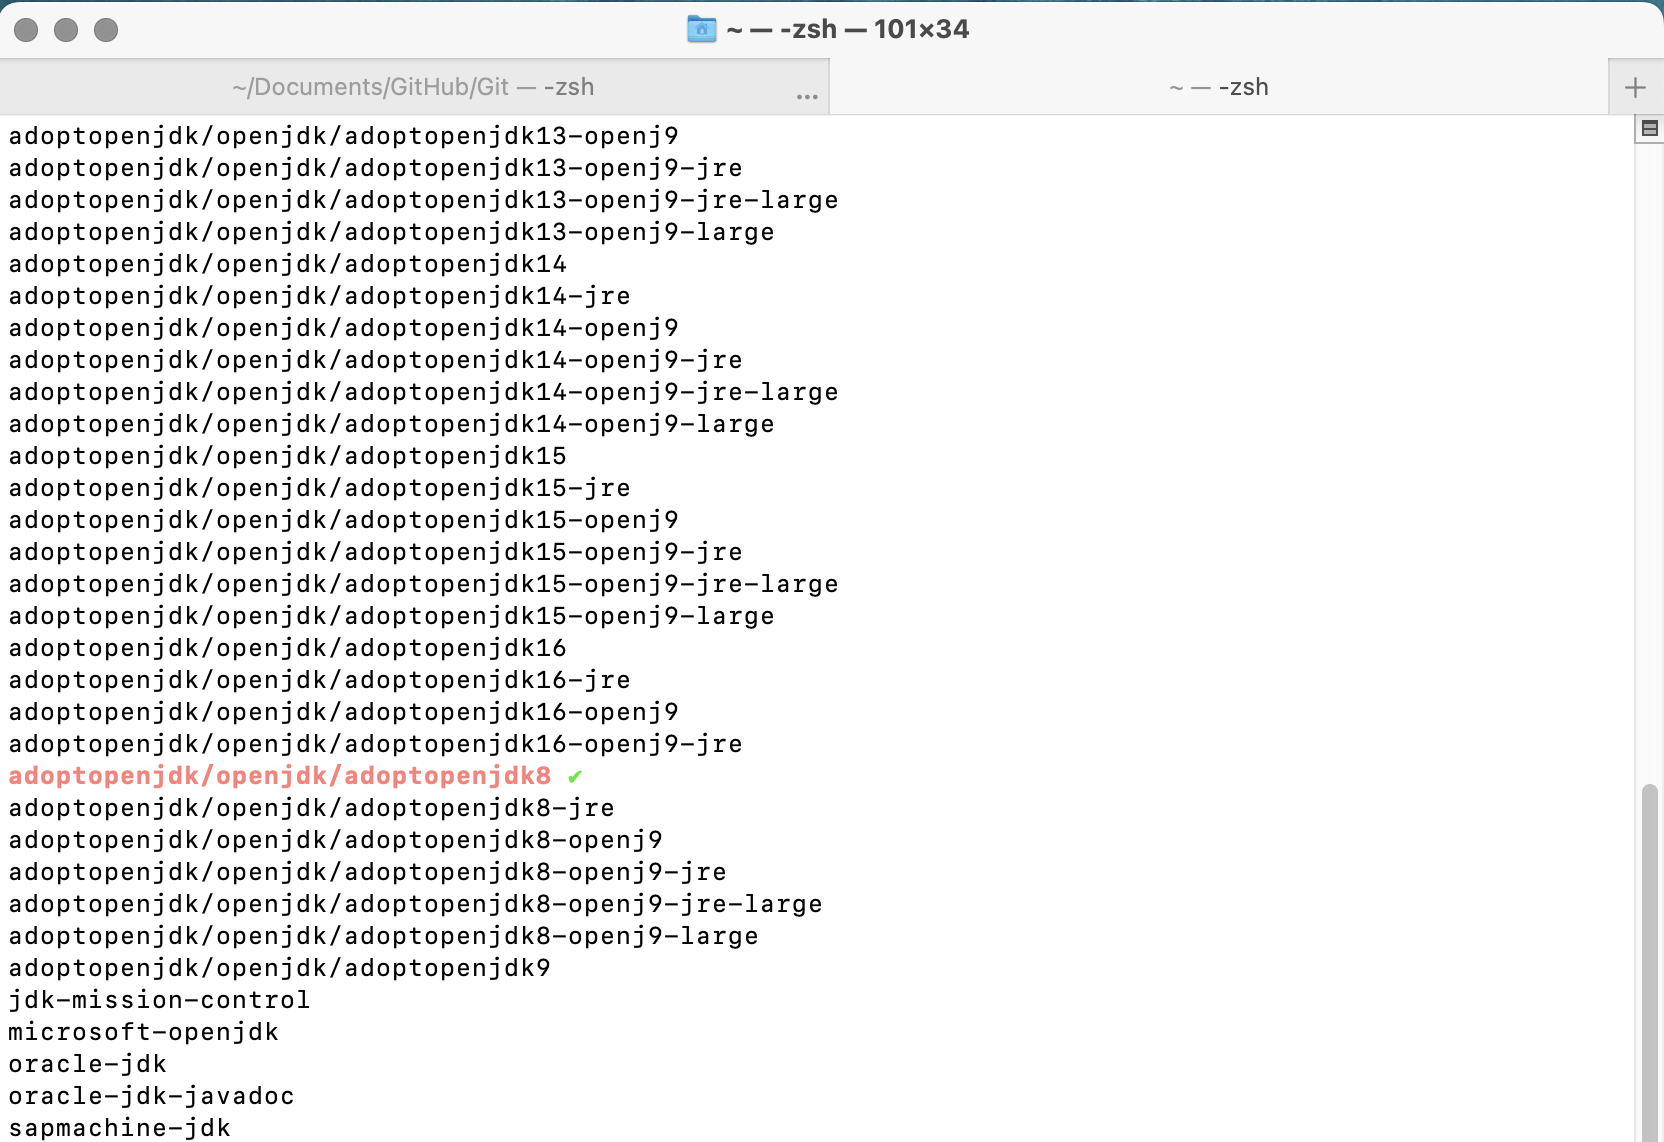 ~ — -zsh — 101×34
~/Documents/GitHub/Git — -zsh ...
~ — -zsh +
adoptopenjdk/openjdk/adoptopenjdk13-openj9
adoptopenjdk/openjdk/adoptopenjdk13-openj9-jre
adoptopenjdk/openjdk/adoptopenjdk13-openj9-jre-large
adoptopenjdk/openjdk/adoptopenjdk13-openj9-large
adoptopenjdk/openjdk/adoptopenjdk14
adoptopenjdk/openjdk/adoptopenjdk14-jre
adoptopenjdk/openjdk/adoptopenjdk14-openj9
adoptopenjdk/openjdk/adoptopenjdk14-openj9-jre
adoptopenjdk/openjdk/adoptopenjdk14-openj9-jre-large
adoptopenjdk/openjdk/adoptopenjdk14-openj9-large
adoptopenjdk/openjdk/adoptopenjdk15
adoptopenjdk/openjdk/adoptopenjdk15-jre
adoptopenjdk/openjdk/adoptopenjdk15-openj9
adoptopenjdk/openjdk/adoptopenjdk15-openj9-jre
adoptopenjdk/openjdk/adoptopenjdk15-openj9-jre-large
adoptopenjdk/openjdk/adoptopenjdk15-openj9-large
adoptopenjdk/openjdk/adoptopenjdk16
adoptopenjdk/openjdk/adoptopenjdk16-jre
adoptopenjdk/openjdk/adoptopenjdk16-openj9
adoptopenjdk/openjdk/adoptopenjdk16-openj9-jre
adoptopenjdk/openjdk/adoptopenjdk8 ✔
adoptopenjdk/openjdk/adoptopenjdk8-jre
adoptopenjdk/openjdk/adoptopenjdk8-openj9
adoptopenjdk/openjdk/adoptopenjdk8-openj9-jre
adoptopenjdk/openjdk/adoptopenjdk8-openj9-jre-large
adoptopenjdk/openjdk/adoptopenjdk8-openj9-large
adoptopenjdk/openjdk/adoptopenjdk9
jdk-mission-control
microsoft-openjdk
oracle-jdk
oracle-jdk-javadoc
sapmachine-jdk